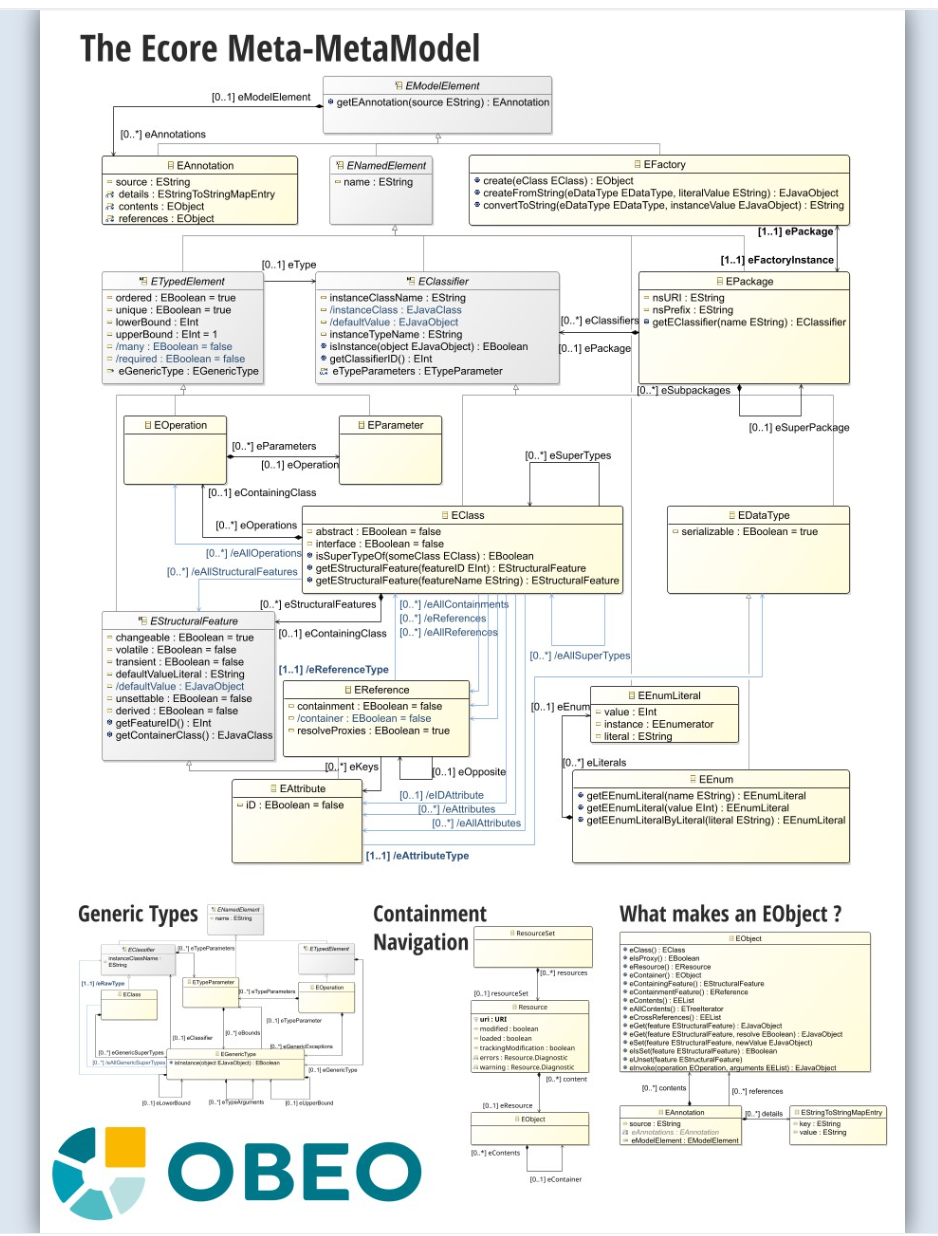 The Ecore Meta-MetaModel
EModelElement
getEAnnotation(source EString) : EAnnotation
[0..1] eModelElement
[0..*] eAnnotations
EAnnotation
source : EString
details : EStringToStringMapEntry
contents : EObject
references : EObject
ENamedElement
name : EString
EFactory
create(eClass EClass) : EObject
createFromString(eDataType EDataType, literalValue EString) : EJavaObject
convertToString(eDataType EDataType, instanceValue EJavaObject) : EString
[1..1] ePackage
[1..1] eFactoryInstance
[0..1] eType
ETypedElement
ordered : EBoolean = true
unique : EBoolean = true
lowerBound : EInt
upperBound : EInt = 1
/many : EBoolean = false
/required : EBoolean = false
eGenericType : EGenericType
EClassifier
instanceClassName : EString
/instanceClass : EJavaClass
/defaultValue : EJavaObject
instanceTypeName : EString
isInstance(object EJavaObject) : EBoolean
getClassifierID() : EInt
eTypeParameters : ETypeParameter
[0..*] eClassifiers
[0..1] ePackage
EPackage
nsURI : EString
nsPrefix : EString
getEClassifier(name EString) : EClassifier
[0..*] eSubpackages
[0..1] eSuperPackage
EOperation
[0..*] eParameters
[0..1] eOperation
EParameter
[0..1] eContainingClass
[0..*] eOperations
[0..*] /eAllOperations
[0..*] /eAllStructuralFeatures
[0..*] eSuperTypes
EClass
abstract : EBoolean = false
interface : EBoolean = false
isSuperTypeOf(someClass EClass) : EBoolean
getEStructuralFeature(featureID EInt) : EStructuralFeature
getEStructuralFeature(featureName EString) : EStructuralFeature
EDataType
serializable : EBoolean = true
[0..*] eStructuralFeatures
[0..1] eContainingClass
[0..*] /eAllContainments
[0..*] /eReferences
[0..*] /eAllReferences
[0..*] /eAllSuperTypes
EStructuralFeature
changeable : EBoolean = true
volatile : EBoolean = false
transient : EBoolean = false
defaultValueLiteral : EString
/defaultValue : EJavaObject
unsettable : EBoolean = false
derived : EBoolean = false
getFeatureID() : EInt
getContainerClass() : EJavaClass
[1..1] /eReferenceType
EReference
containment : EBoolean = false
/container : EBoolean = false
resolveProxies : EBoolean = true
[0..*] eKeys
[0..1] eOpposite
[0..1] eEnum
EEnumLiteral
value : EInt
instance : EEnumerator
literal : EString
[0..*] eLiterals
EAttribute
iD : EBoolean = false
[0..1] /eIDAttribute
[0..*] /eAttributes
[0..*] /eAllAttributes
[1..1] /eAttributeType
EEnum
getEEnumLiteral(name EString) : EEnumLiteral
getEEnumLiteral(value EInt) : EEnumLiteral
getEEnumLiteralByLiteral(literal EString) : EEnumLiteral
Generic Types
ENamedElement
name : EString
EClassifier
instanceClassName :
EString
[0..*] eTypeParameters
ETypedElement
[1..1] /eRawType
EClass
ETypeParameter
[0..*] eTypeParameters
EOperation
[0..1] eTypeParameter
[0..*] eBounds
[0..1] eClassifier
[0..*] eGenericExceptions
[0..*] eGenericSuperTypes
[0..*] /eAllGenericSuperTypes
EGenericType
isInstance(object EJavaObject) : EBoolean
[0..1] eGenericType
[0..1] eLowerBound
[0..*] eTypeArguments
[0..1] eUpperBound
Containment
Navigation
ResourceSet
[0..*] resources
[0..1] resourceSet
Resource
uri : URI
modified : boolean
loaded : boolean
trackingModification : boolean
errors : Resource.Diagnostic
warning : Resource.Diagnostic
[0..*] content
[0..1] eResource
EObject
[0..*] eContents
[0..1] eContainer
What makes an EObject ?
EObject
eClass() : EClass
eIsProxy() : EBoolean
eResource() : EResource
eContainer() : EObject
eContainingFeature() : EStructuralFeature
eContainmentFeature() : EReference
eContents() : EEList
eAllContents() : ETreeIterator
eCrossReferences() : EEList
eGet(feature EStructuralFeature) : EJavaObject
eGet(feature EStructuralFeature, resolve EBoolean) : EJavaObject
eSet(feature EStructuralFeature, newValue EJavaObject)
eIsSet(feature EStructuralFeature) : EBoolean
eUnset(feature EStructuralFeature)
eInvoke(operation EOperation, arguments EEList) : EJavaObject
[0..*] contents
[0..*] references
EAnnotation
source : EString
eAnnotations : EAnnotation
eModelElement : EModelElement
[0..*] details
EStringToStringMapEntry
key : EString
value : EString
OBEO